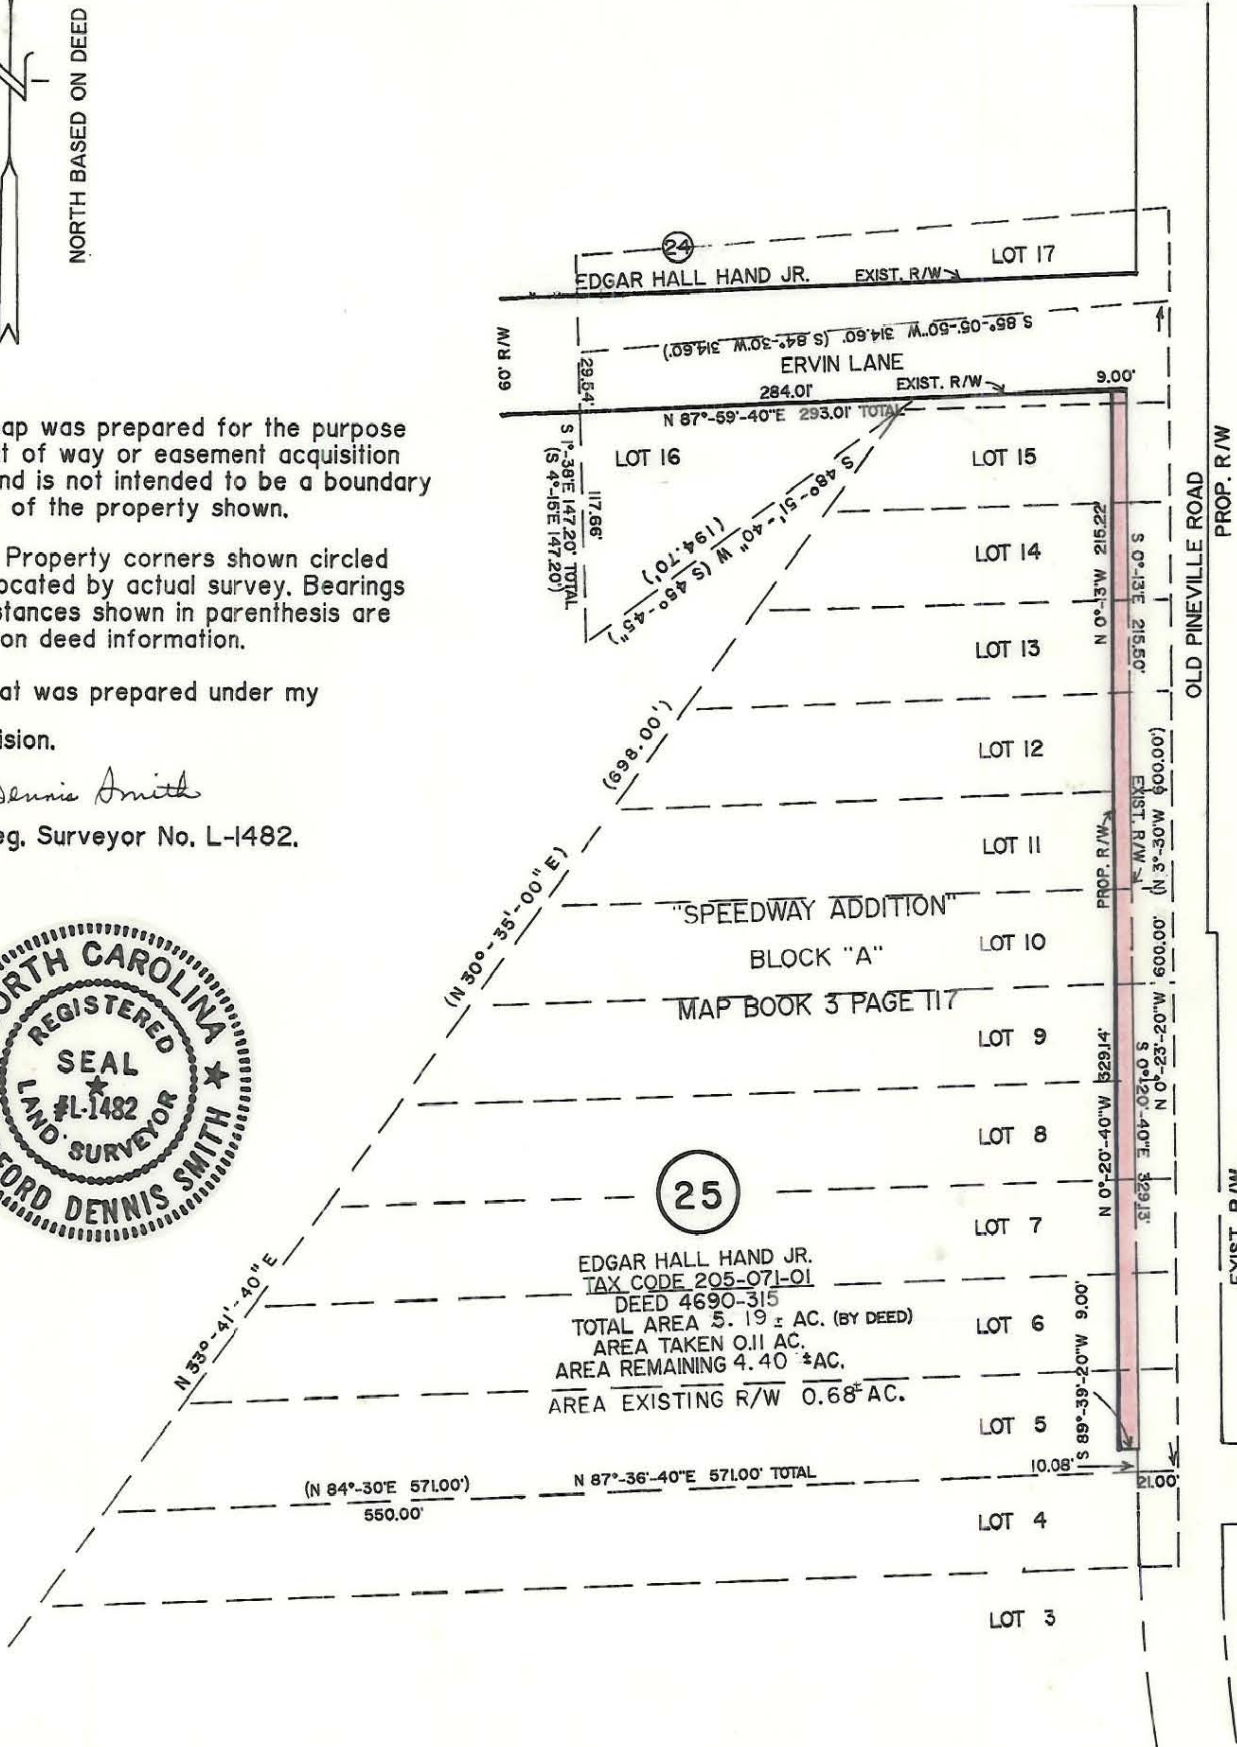 NORTH BASED ON DEED
24
LOT 17
EDGAR HALL HAND JR.
EXIST. R/W
60' R/W
S 85°-05'-50"W 314.60' (S 84°-30'W 314.60')
ERVIN LANE
29.54'
284.01'
EXIST. R/W
9.00'
N 87°-59'-40"E 293.01' TOTAL
ap was prepared for the purpose
t of way or easement acquisition
nd is not intended to be a boundary
of the property shown.
Property corners shown circled
ocated by actual survey. Bearings
stances shown in parenthesis are
on deed information.
at was prepared under my
ision.
Dennis Smith
eg. Surveyor No. L-1482.
LOT 16
LOT 15
117.66'
S 1°-38'E 147.20' TOTAL
(S 4°-15'E 147.20')
S 48°-51'-40" W (S 45°-45")
(194.70')
LOT 14
LOT 13
N 0°-13'W 215.22'
S 0°-13'E 215.50'
OLD PINEVILLE ROAD
PROP. R/W
(698.00')
LOT 12
LOT 11
PROP. R/W
EXIST. R/W
N 0°-23'-20"W 600.00' (N 3°-30'W 600.00')
(N 30°-35'-00"E)
"SPEEDWAY ADDITION"
BLOCK "A"
MAP BOOK 3 PAGE 117
LOT 10
LOT 9
N 0°-20'-40"W 329.14'
S 0°-20'-40"E 329.13'
RTH CAROLINA
REGISTERED
SEAL
#L-1482
LAND SURVEYOR
FORD DENNIS SMITH
LOT 8
25
LOT 7
EXIST. R/W
EDGAR HALL HAND JR.
TAX CODE 205-071-01
DEED 4690-315
TOTAL AREA 5.19± AC. (BY DEED)
AREA TAKEN 0.11 AC.
AREA REMAINING 4.40 ±AC.
AREA EXISTING R/W 0.68± AC.
LOT 6
N 33°-41'-40"E
S 89°-39'-20"W 9.00'
LOT 5
(N 84°-30'E 571.00')
N 87°-36'-40"E 571.00' TOTAL
10.08'
21.00'
550.00'
LOT 4
LOT 3